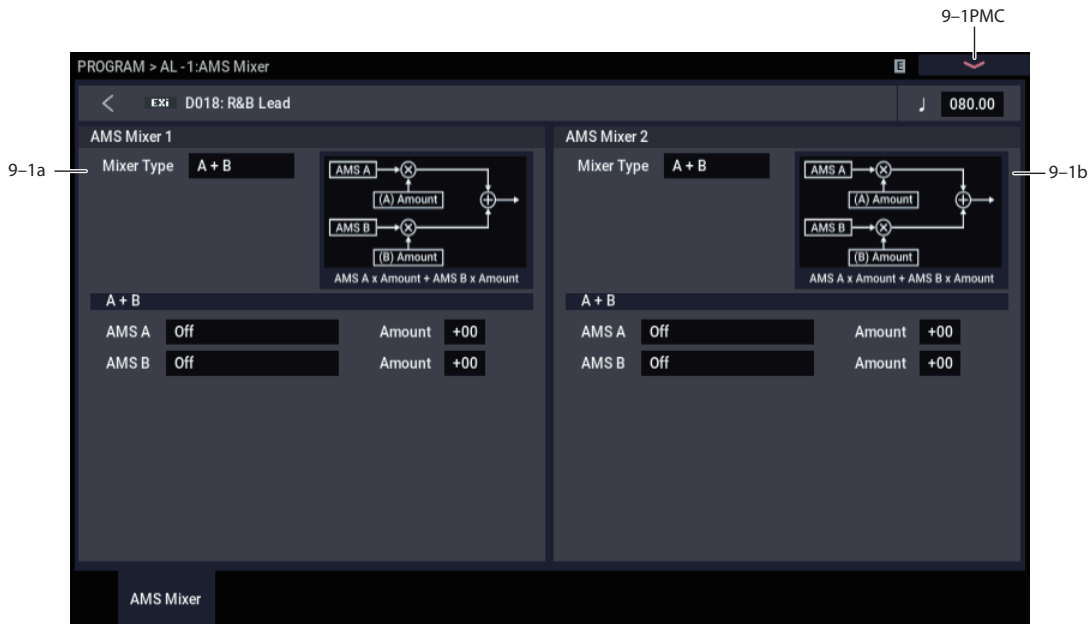 9–1PMC
PROGRAM > AL-1:AMS Mixer E
EXi D018: R&B Lead ♩ 080.00
AMS Mixer 1
9–1a
Mixer Type A + B
AMS A
(A) Amount
AMS B
(B) Amount
AMS A x Amount + AMS B x Amount
A + B
AMS A Off Amount +00
AMS B Off Amount +00
AMS Mixer 2
9–1b
Mixer Type A + B
AMS A
(A) Amount
AMS B
(B) Amount
AMS A x Amount + AMS B x Amount
A + B
AMS A Off Amount +00
AMS B Off Amount +00
AMS Mixer